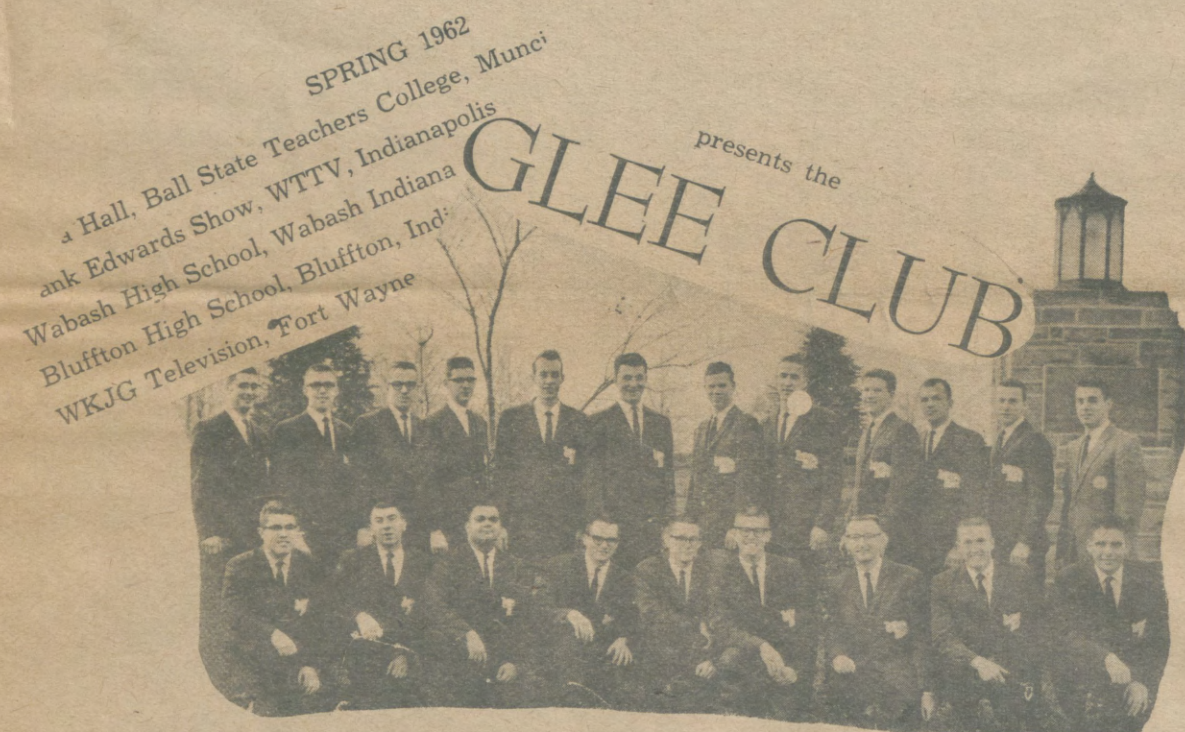 SPRING 1962
a Hall, Ball State Teachers College, Munci
ank Edwards Show, WTTV, Indianapolis
Wabash High School, Wabash Indiana
Bluffton High School, Bluffton, Indi
WKJG Television, Fort Wayne
presents the
GLEE CLUB